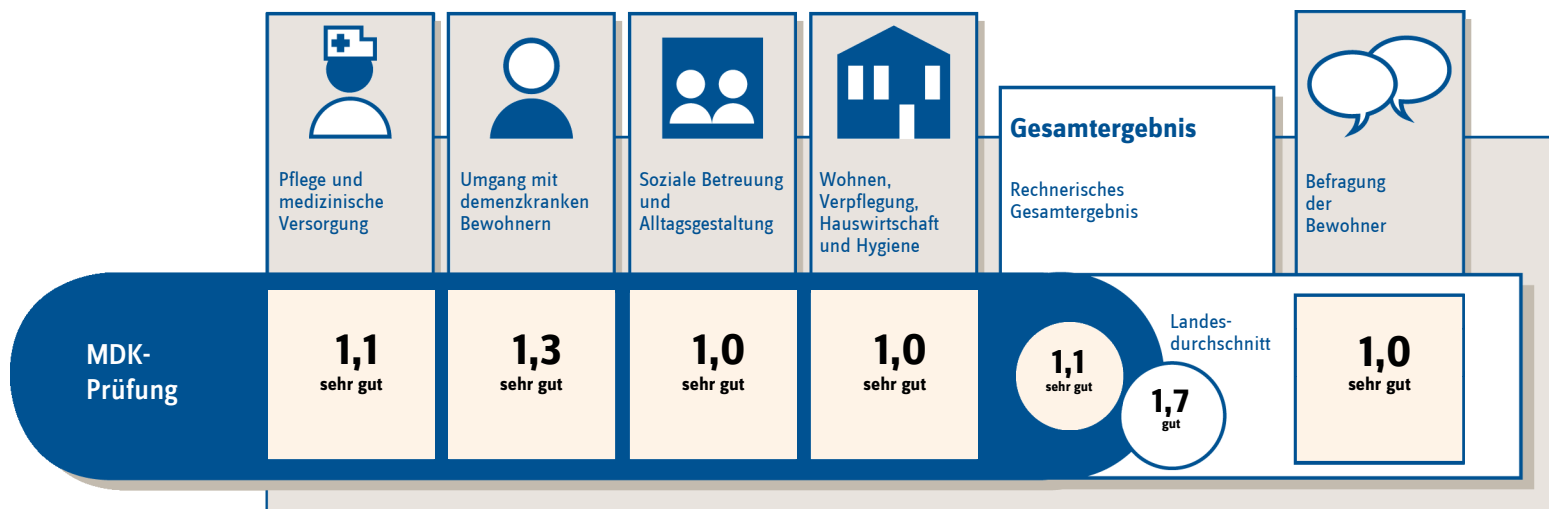 Pflege und
medizinische
Versorgung
Umgang mit
demenzkranken
Bewohnern
Soziale Betreuung
und
Alltagsgestaltung
Wohnen,
Verpflegung,
Hauswirtschaft
und Hygiene
Gesamtergebnis
Rechnerisches
Gesamtergebnis
Befragung
der
Bewohner
MDK-
Prüfung
1,1
sehr gut
1,3
sehr gut
1,0
sehr gut
1,0
sehr gut
1,1
sehr gut
Landes-
durchschnitt
1,7
gut
1,0
sehr gut